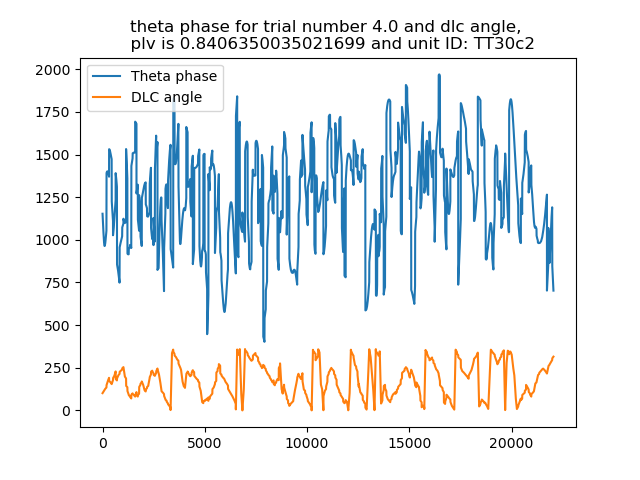 theta phase for trial number 4.0 and dlc angle,
plv is 0.8406350035021699 and unit ID: TT30c2
Theta phase
DLC angle
2000
1750
1500
1250
1000
750
500
250
0
0 5000 10000 15000 20000